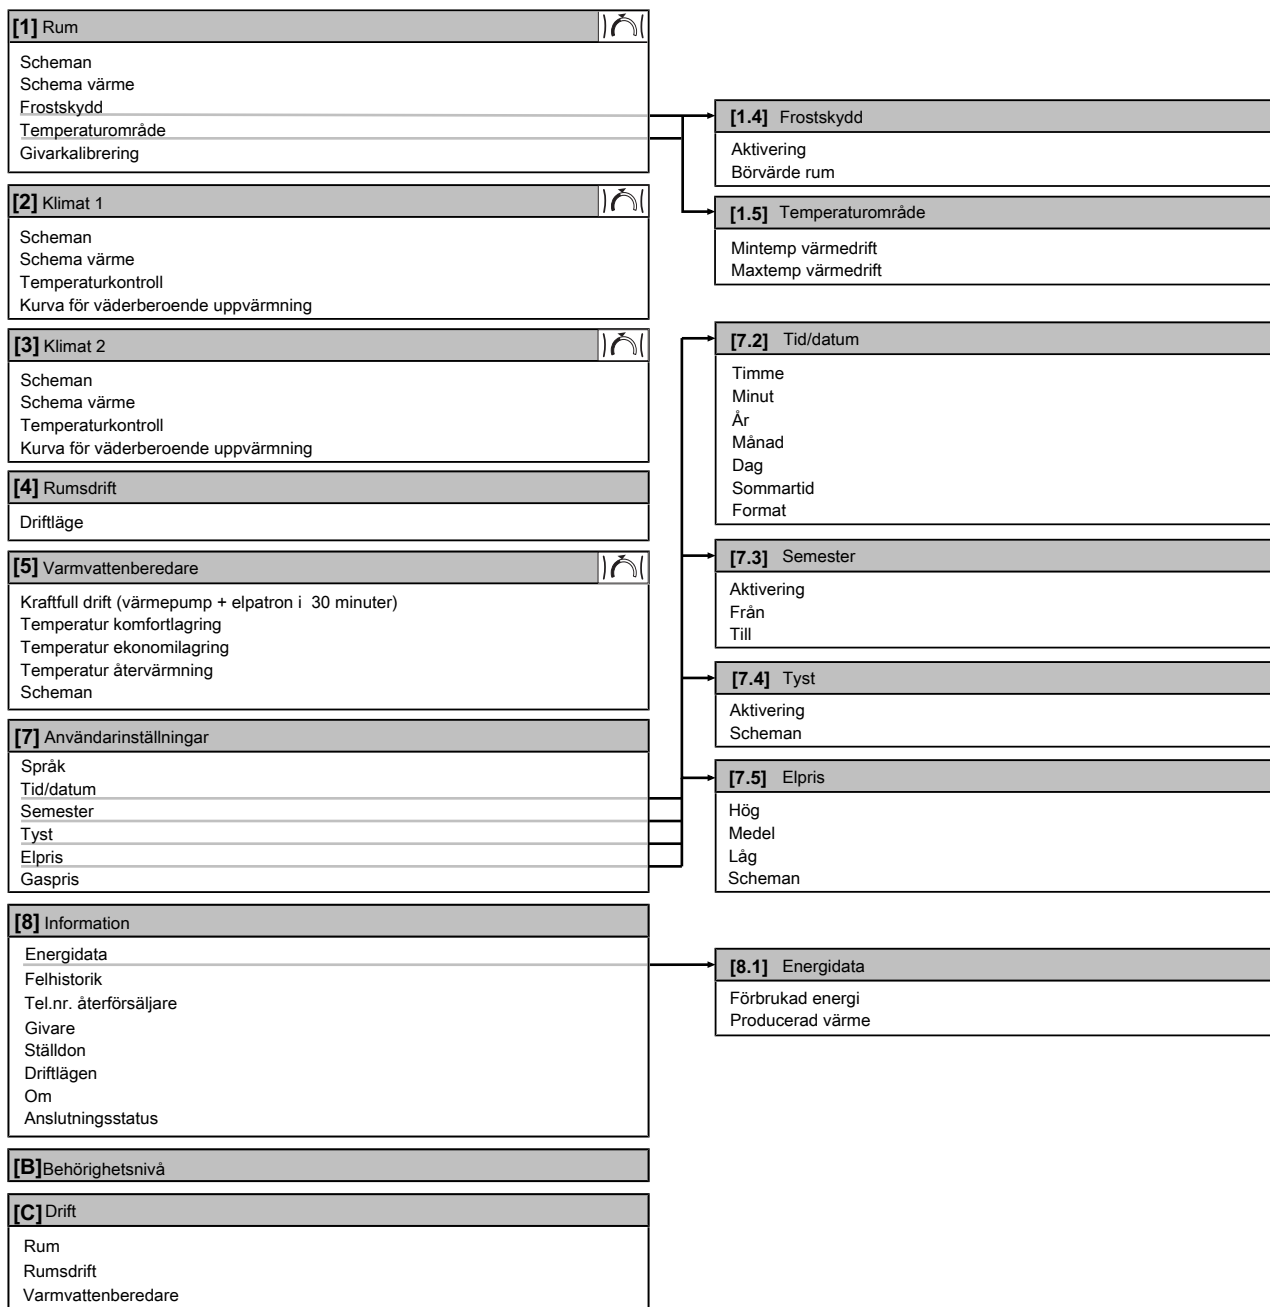 [1] Rum
Scheman
Schema värme
Frostskydd
Temperaturområde
Givarkalibrering
[2] Klimat 1
Scheman
Schema värme
Temperaturkontroll
Kurva för väderberoende uppvärmning
[3] Klimat 2
Scheman
Schema värme
Temperaturkontroll
Kurva för väderberoende uppvärmning
[4] Rumsdrift
Driftläge
[5] Varmvattenberedare
Kraftfull drift (värmepump + elpatron i 30 minuter)
Temperatur komfortlagring
Temperatur ekonomilagring
Temperatur återvärmning
Scheman
[7] Användarinställningar
Språk
Tid/datum
Semester
Tyst
Elpris
Gaspris
[8] Information
Energidata
Felhistorik
Tel.nr. återförsäljare
Givare
Ställdon
Driftlägen
Om
Anslutningsstatus
[B] Behörighetsnivå
[C] Drift
Rum
Rumsdrift
Varmvattenberedare
[1.4] Frostskydd
Aktivering
Börvärde rum
[1.5] Temperaturområde
Mintemp värmedrift
Maxtemp värmedrift
[7.2] Tid/datum
Timme
Minut
År
Månad
Dag
Sommartid
Format
[7.3] Semester
Aktivering
Från
Till
[7.4] Tyst
Aktivering
Scheman
[7.5] Elpris
Hög
Medel
Låg
Scheman
[8.1] Energidata
Förbrukad energi
Producerad värme